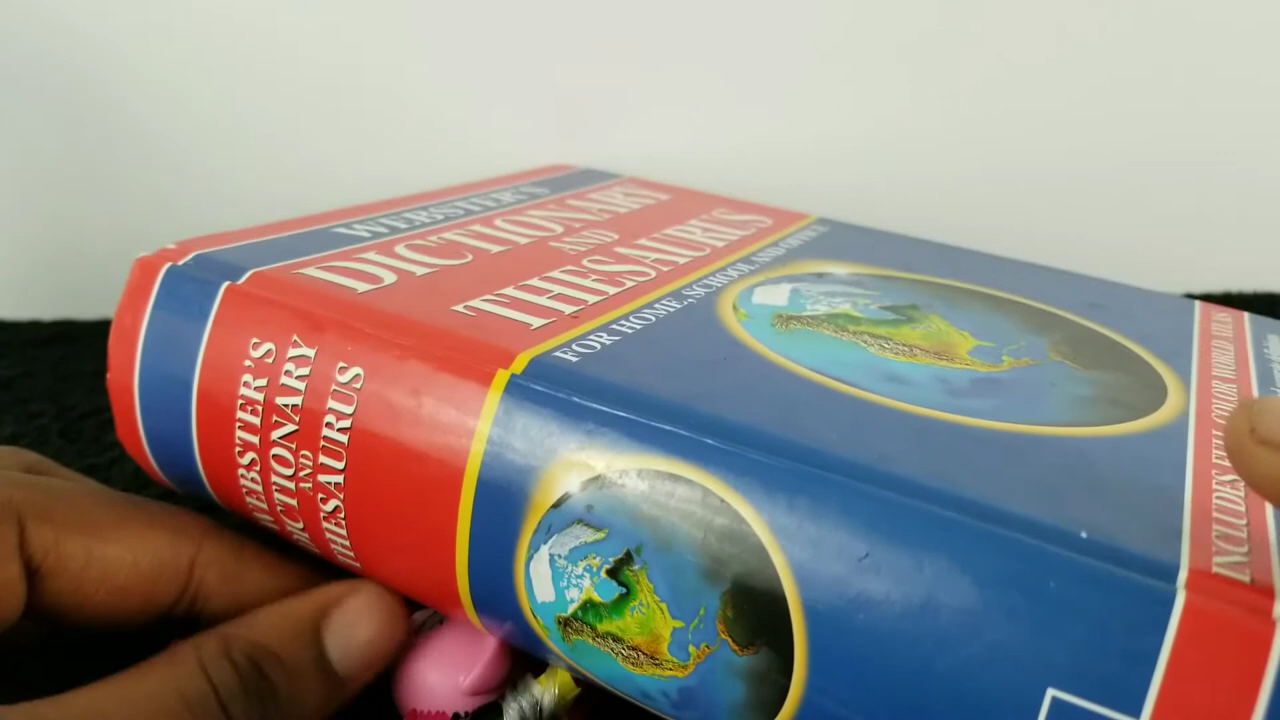 WEBSTER'S
DICTIONARY
AND
THESAURUS
FOR HOME, SCHOOL AND OFFICE
INCLUDES FULL COLOR WORLD ATLAS
WEBSTER'S
DICTIONARY
AND
THESAURUS